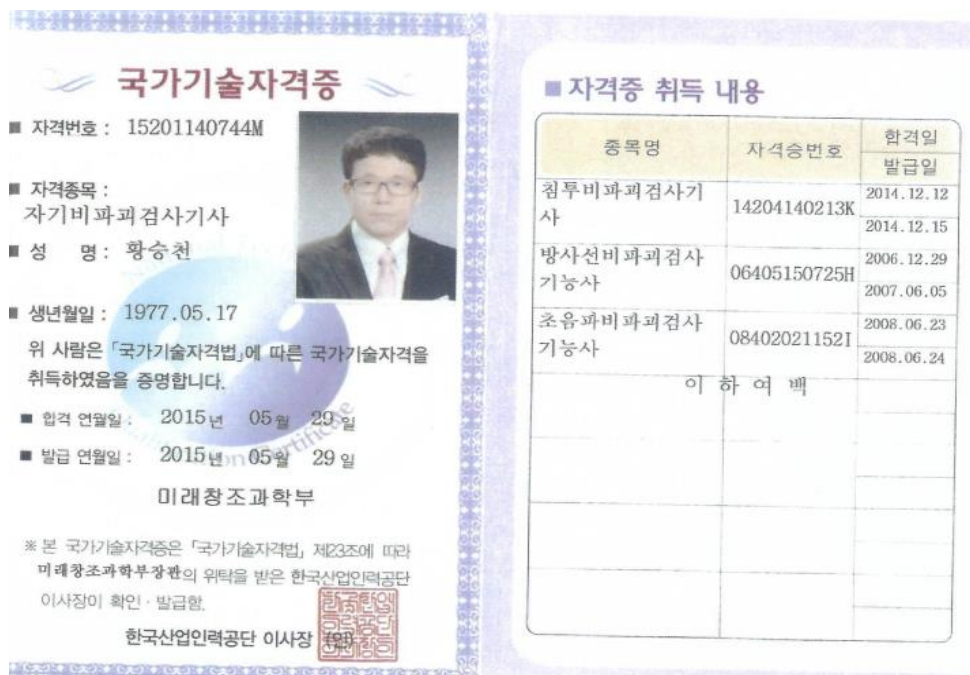 국가기술자격증
■ 자격번호 : 15201140744M
■ 자격종목 :
자기비파괴검사기사
■ 성 명 : 황승천
■ 생년월일 : 1977.05.17
위 사람은 「국가기술자격법」에 따른 국가기술자격을
취득하였음을 증명합니다.
■ 합격 연월일 : 2015년 05월 29일
■ 발급 연월일 : 2015년 05월 29일
미래창조과학부
※ 본 국가기술자격증은 「국가기술자격법」 제23조에 따라
미래창조과학부장관의 위탁을 받은 한국산업인력공단
이사장이 확인·발급함.
한국산업인력공단 이사장 (인)
■ 자격증 취득 내용
종목명 자격증번호 합격일
발급일
침투비파괴검사기
사 14204140213K 2014.12.12
2014.12.15
방사선비파괴검사
기능사 06405150725H 2006.12.29
2007.06.05
초음파비파괴검사
기능사 08402021152I 2008.06.23
2008.06.24
이 하 여 백